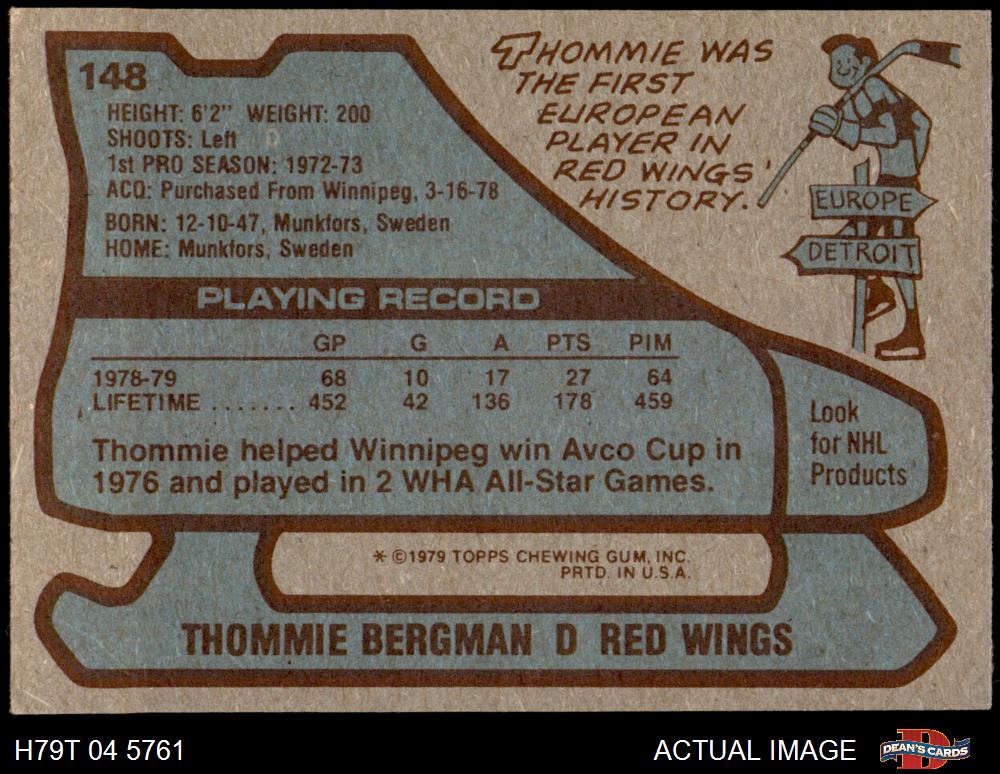 148
HEIGHT: 6'2" WEIGHT: 200
SHOOTS: Left
1st PRO SEASON: 1972-73
ACQ: Purchased From Winnipeg, 3-16-78
BORN: 12-10-47, Munkfors, Sweden
HOME: Munkfors, Sweden
THOMMIE WAS
THE FIRST
EUROPEAN
PLAYER IN
RED WINGS'
HISTORY.
EUROPE
DETROIT
PLAYING RECORD
GP G A PTS PIM
1978-79 68 10 17 27 64
LIFETIME ....... 452 42 136 178 459
Thommie helped Winnipeg win Avco Cup in
1976 and played in 2 WHA All-Star Games.
Look
for NHL
Products
* ©1979 TOPPS CHEWING GUM, INC.
PRTD. IN U.S.A.
THOMMIE BERGMAN D RED WINGS
H79T 04 5761
ACTUAL IMAGE
D
DEAN'S CARDS